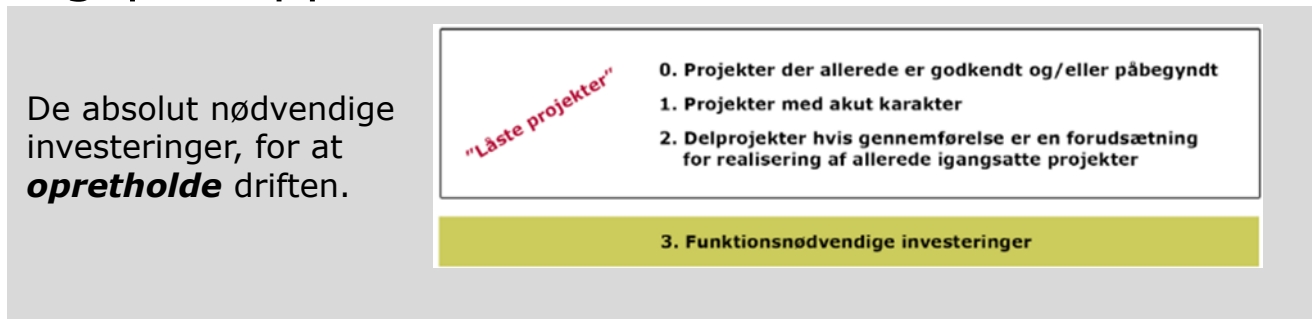 De absolut nødvendige
investeringer, for at
opretholde driften.
"Låste projekter"
0. Projekter der allerede er godkendt og/eller påbegyndt
1. Projekter med akut karakter
2. Delprojekter hvis gennemførelse er en forudsætning
for realisering af allerede igangsatte projekter
3. Funktionsnødvendige investeringer